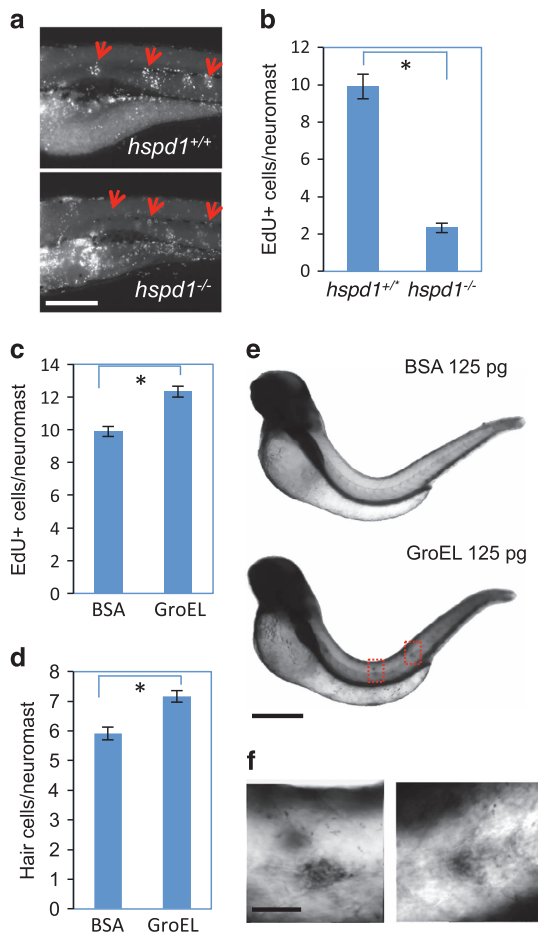 a
hspd1+/+
hspd1-/-
b
EdU+ cells/neuromast
12
10
8
6
4
2
0
*
hspd1+/* hspd1-/-
c
EdU+ cells/neuromast
14
12
10
8
6
4
2
0
*
BSA GroEL
d
Hair cells/neuromast
8
7
6
5
4
3
2
1
0
*
BSA GroEL
e
BSA 125 pg
GroEL 125 pg
f